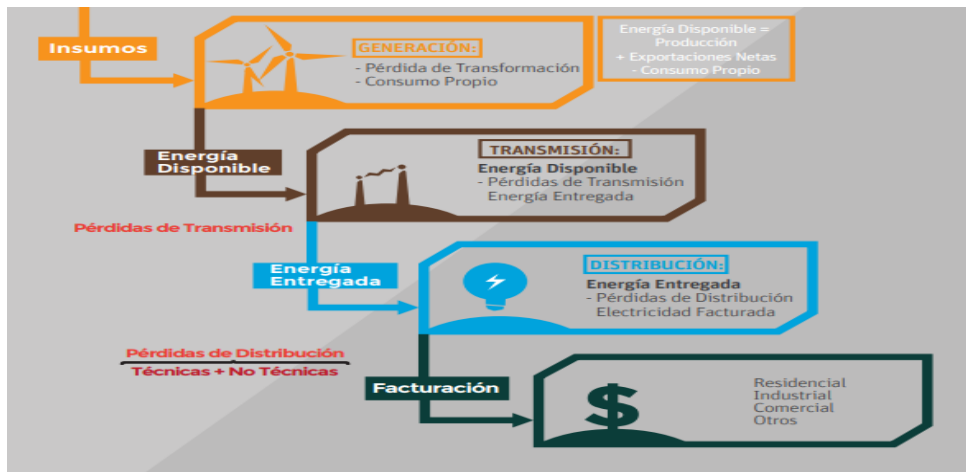 Insumos
GENERACIÓN:
- Pérdida de Transformación
- Consumo Propio
Energía Disponible =
Producción
+ Exportaciones Netas
- Consumo Propio
Energía
Disponible
TRANSMISIÓN:
Energía Disponible
- Pérdidas de Transmisión
Energía Entregada
Pérdidas de Transmisión
Energía
Entregada
DISTRIBUCIÓN:
Energía Entregada
- Pérdidas de Distribución
Electricidad Facturada
Pérdidas de Distribución
Técnicas + No Técnicas
Facturación
$
Residencial
Industrial
Comercial
Otros